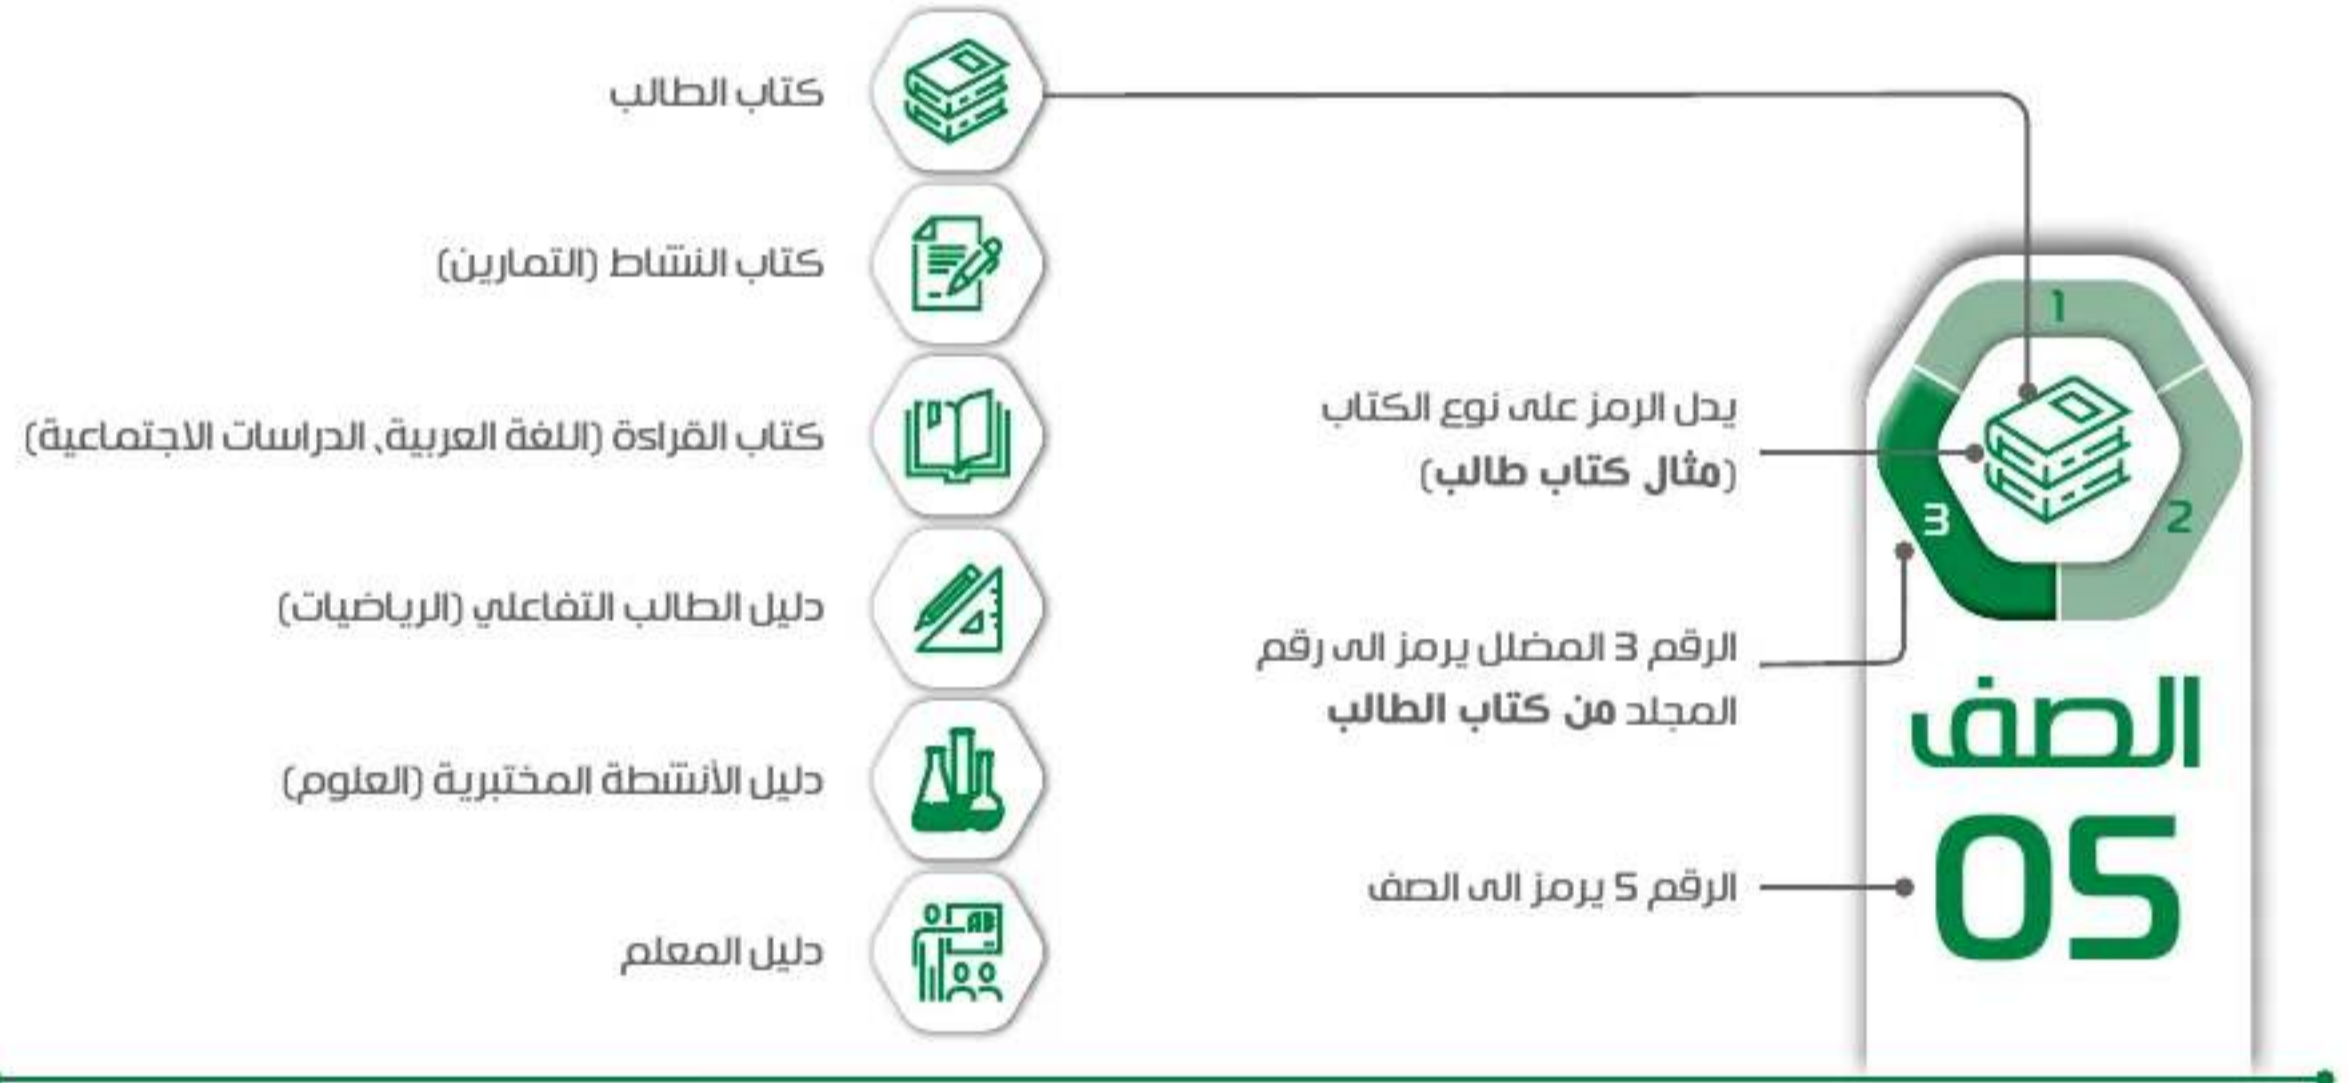 1
2
3
الصف
05
يدل الرمز على نوع الكتاب
(مثال كتاب طالب)
الرقم 3 المضلل يرمز الى رقم
المجلد من كتاب الطالب
الرقم 5 يرمز الى الصف
كتاب الطالب
كتاب النشاط (التمارين)
كتاب القراءة (اللغة العربية، الدراسات الاجتماعية)
دليل الطالب التفاعلي (الرياضيات)
دليل الأنشطة المختبرية (العلوم)
AB
دليل المعلم